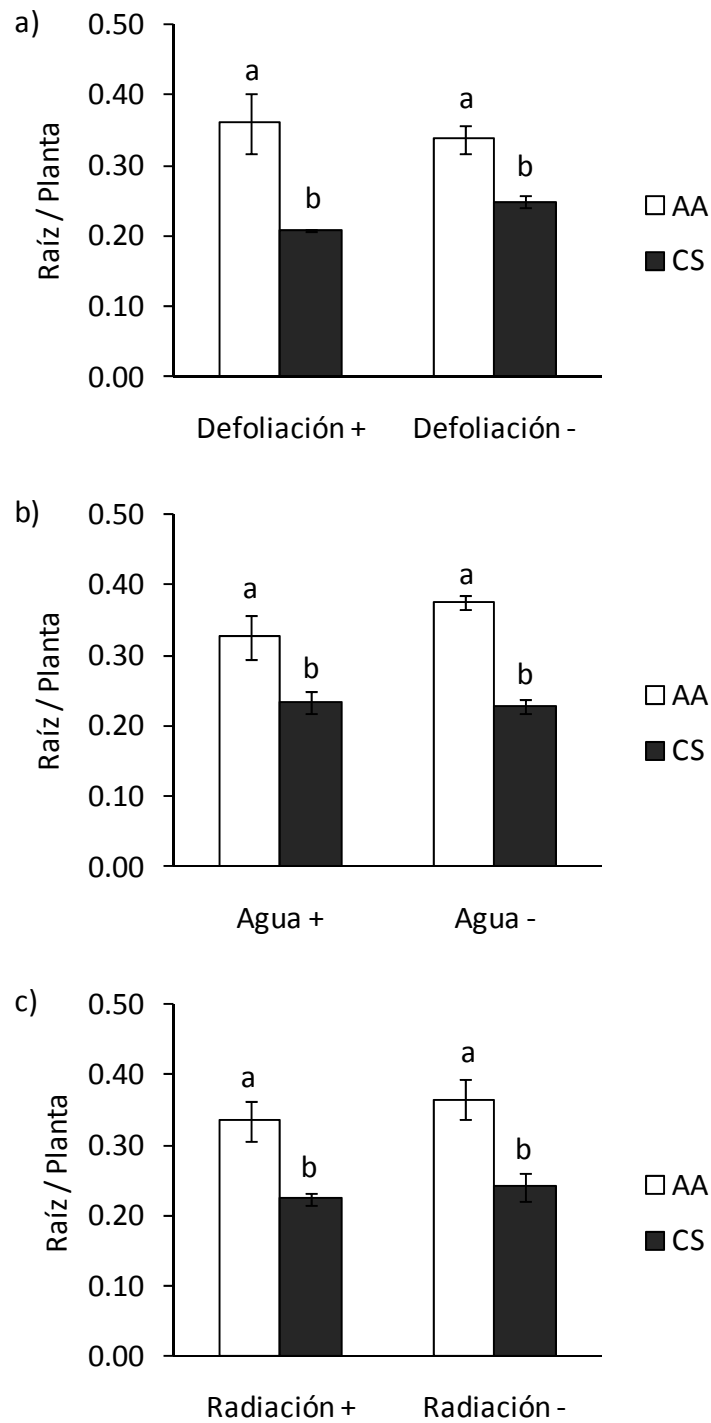 a)
Raíz / Planta
0.50
0.40
0.30
0.20
0.10
0.00
a
b
a
b
Defoliación +
Defoliación -
AA
CS
b)
Raíz / Planta
0.50
0.40
0.30
0.20
0.10
0.00
a
b
a
b
Agua +
Agua -
AA
CS
c)
Raíz / Planta
0.50
0.40
0.30
0.20
0.10
0.00
a
b
a
b
Radiación +
Radiación -
AA
CS